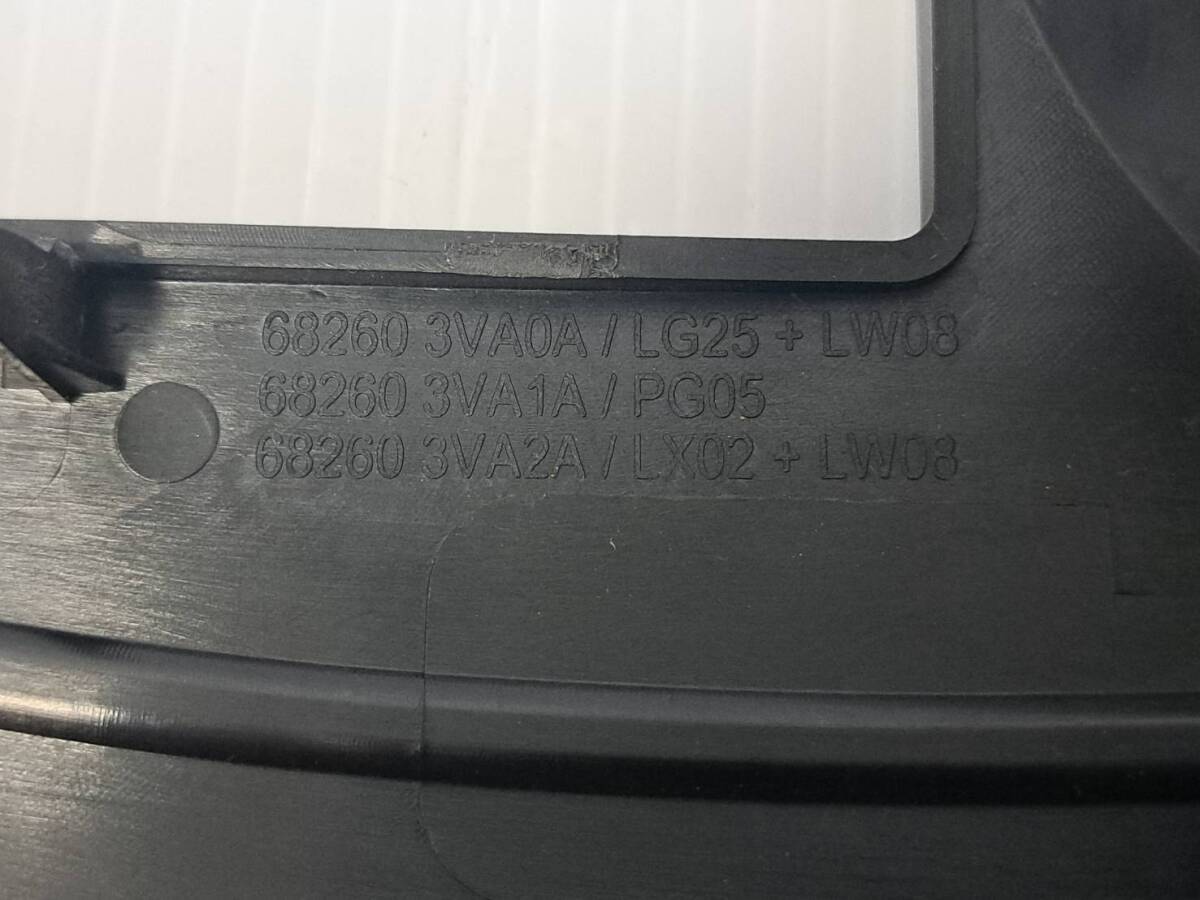 68260 3VA0A / LG25 + LW08
68260 3VA1A / PG05
68260 3VA2A / LX02 + LW08